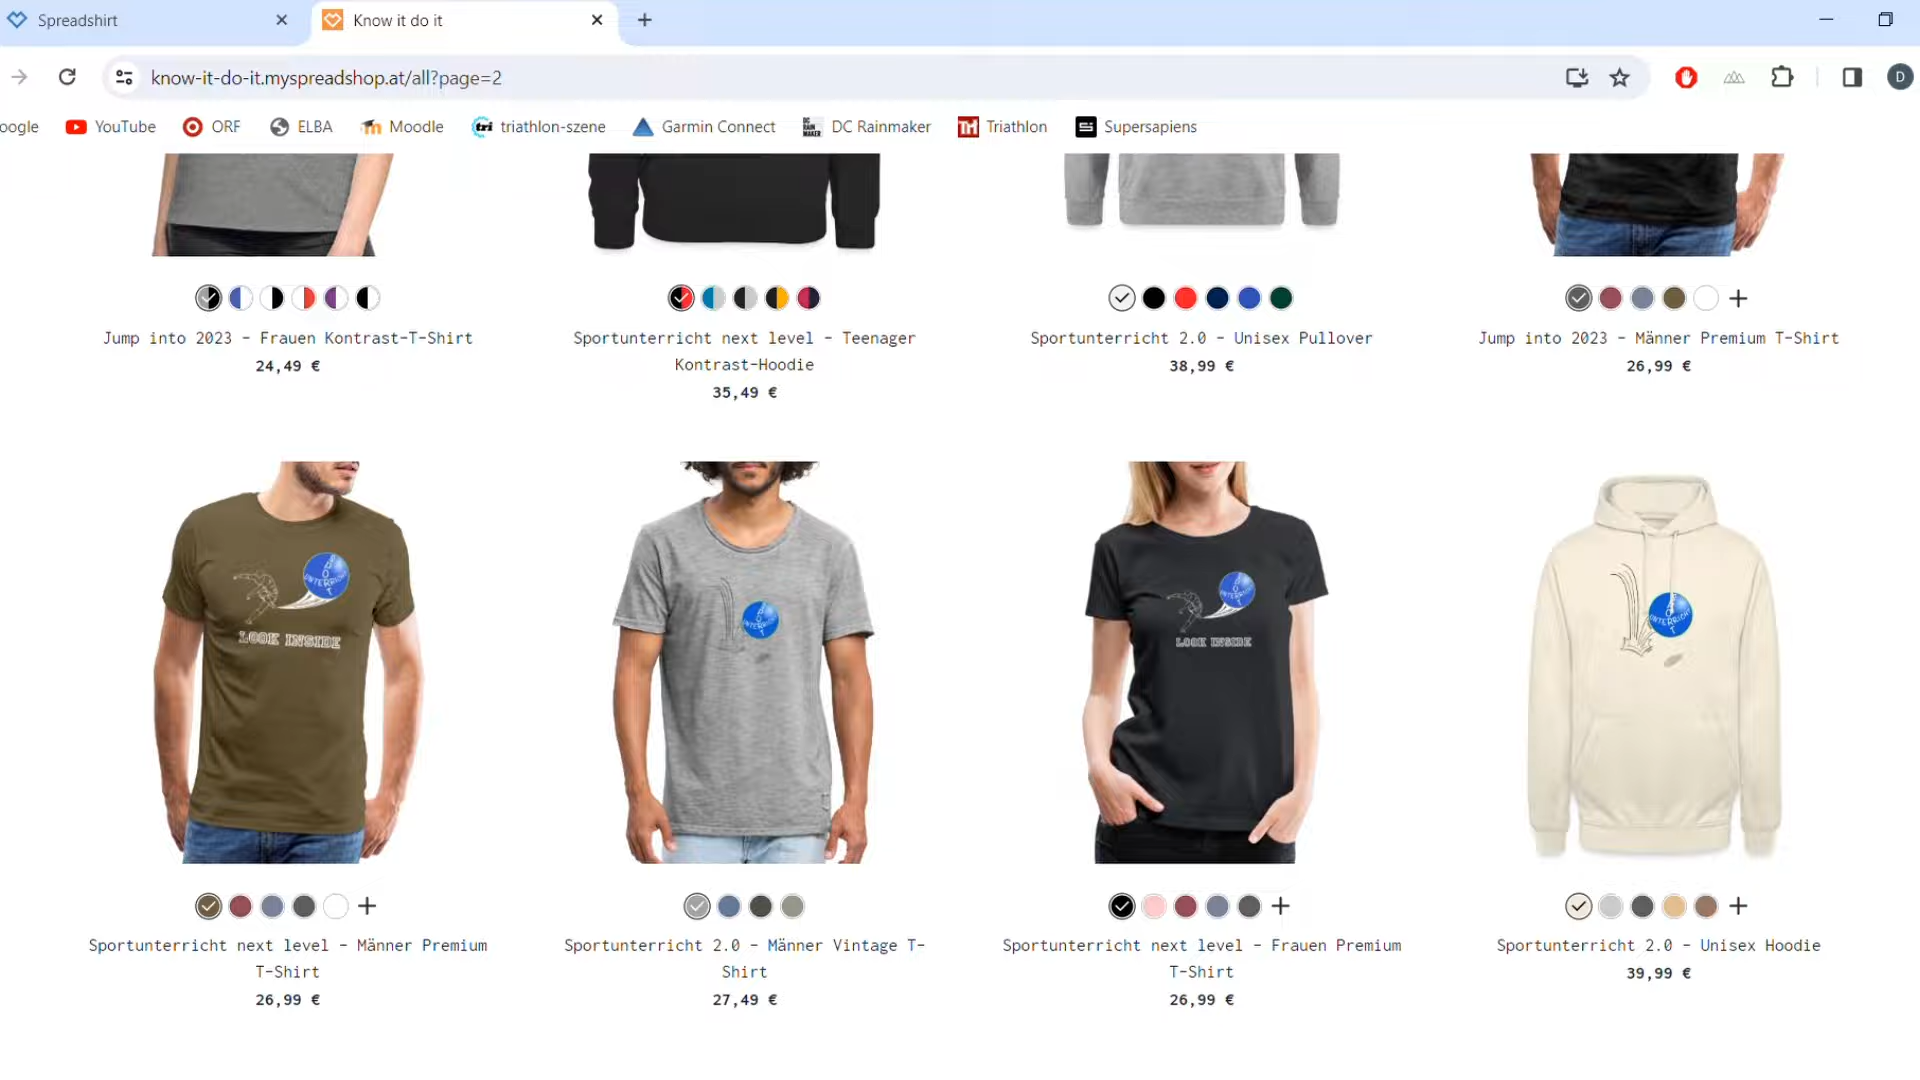 Spreadshirt
Know it do it
know-it-do-it.myspreadshop.at/all?page=2
D
oogle YouTube ORF ELBA Moodle triathlon-szene Garmin Connect DC Rainmaker Triathlon Supersapiens
Jump into 2023 - Frauen Kontrast-T-Shirt
24,49 €
Sportunterricht next level - Teenager
Kontrast-Hoodie
35,49 €
Sportunterricht 2.0 - Unisex Pullover
38,99 €
Jump into 2023 - Männer Premium T-Shirt
26,99 €
LOOK INSIDE
LOOK INSIDE
Sportunterricht next level - Männer Premium
T-Shirt
26,99 €
Sportunterricht 2.0 - Männer Vintage T-
Shirt
27,49 €
Sportunterricht next level - Frauen Premium
T-Shirt
26,99 €
Sportunterricht 2.0 - Unisex Hoodie
39,99 €